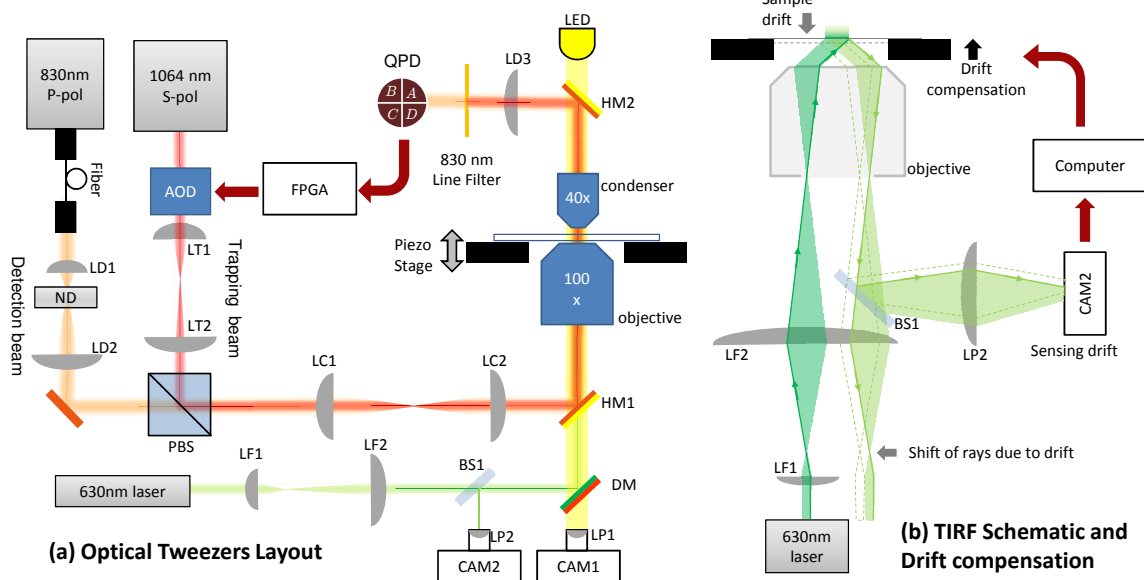 830nm
P-pol
1064 nm
S-pol
Fiber
AOD
FPGA
QPD
B
A
C
D
LD3
LED
HM2
830 nm
Line Filter
condenser
40x
Piezo
Stage
100
x
objective
LD1
ND
LD2
Detection beam
LT1
LT2
Trapping beam
PBS
LC1
LC2
HM1
LF1
LF2
BS1
DM
630nm laser
LP2
LP1
CAM2
CAM1
(a) Optical Tweezers Layout
Sample
drift
Drift
compensation
objective
Computer
CAM2
BS1
LP2
Sensing drift
LF2
Shift of rays due to drift
LF1
630nm
laser
(b) TIRF Schematic and
Drift compensation